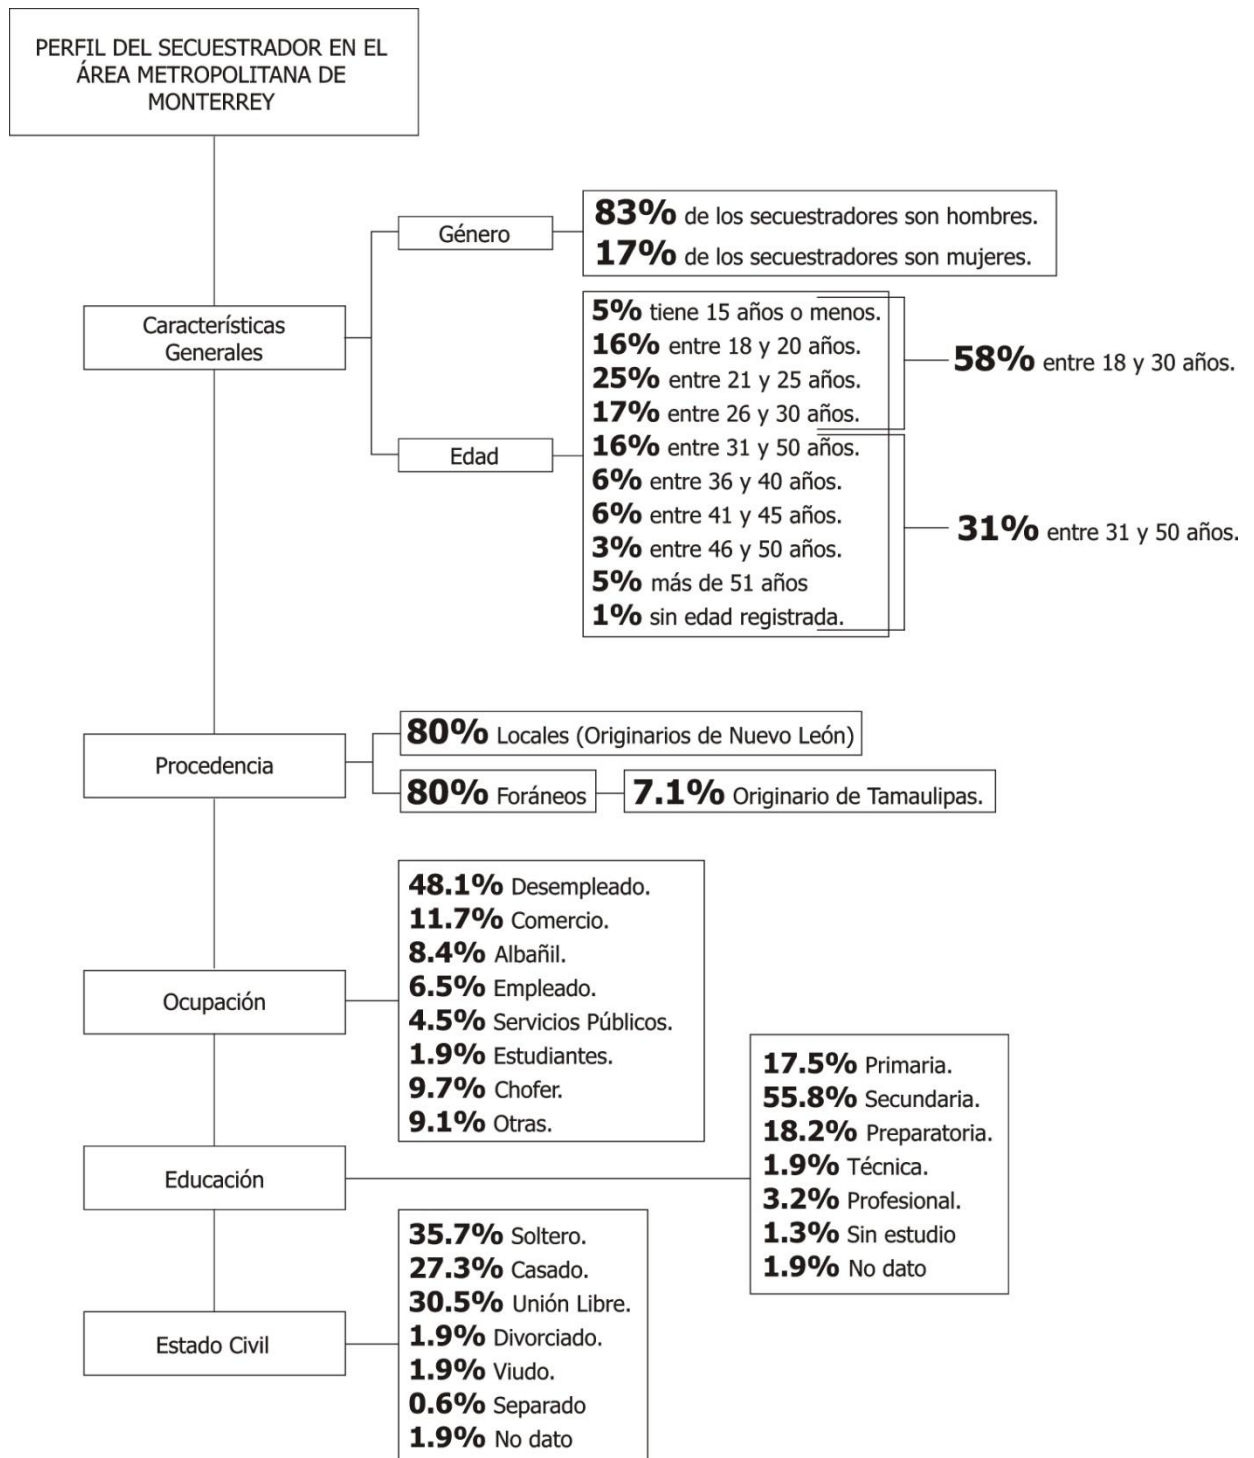 PERFIL DEL SECUESTRADOR EN EL
ÁREA METROPOLITANA DE
MONTERREY
Características
Generales
Género
83% de los secuestradores son hombres.
17% de los secuestradores son mujeres.
Edad
5% tiene 15 años o menos.
16% entre 18 y 20 años.
25% entre 21 y 25 años.
17% entre 26 y 30 años.
16% entre 31 y 50 años.
6% entre 36 y 40 años.
6% entre 41 y 45 años.
3% entre 46 y 50 años.
5% más de 51 años
1% sin edad registrada.
58% entre 18 y 30 años.
31% entre 31 y 50 años.
Procedencia
80% Locales (Originarios de Nuevo León)
80% Foráneos
7.1% Originario de Tamaulipas.
Ocupación
48.1% Desempleado.
11.7% Comercio.
8.4% Albañil.
6.5% Empleado.
4.5% Servicios Públicos.
1.9% Estudiantes.
9.7% Chofer.
9.1% Otras.
Educación
17.5% Primaria.
55.8% Secundaria.
18.2% Preparatoria.
1.9% Técnica.
3.2% Profesional.
1.3% Sin estudio
1.9% No dato
Estado Civil
35.7% Soltero.
27.3% Casado.
30.5% Unión Libre.
1.9% Divorciado.
1.9% Viudo.
0.6% Separado
1.9% No dato